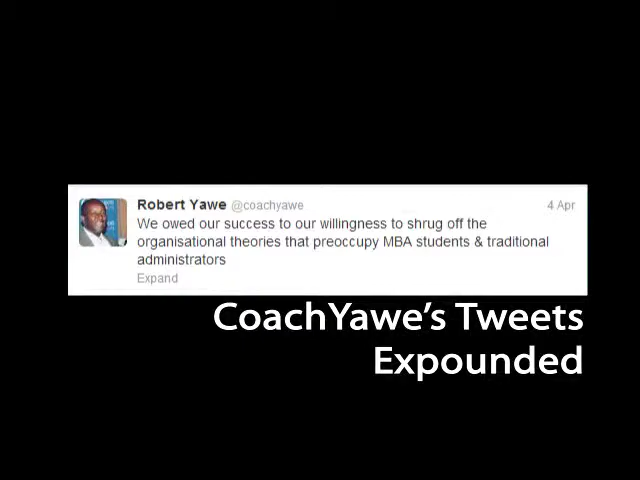 Robert Yawe @coachyawe 4 Apr
We owed our success to our willingness to shrug off the
organisational theories that preoccupy MBA students & traditional
administrators
Expand
CoachYawe's Tweets
Expounded